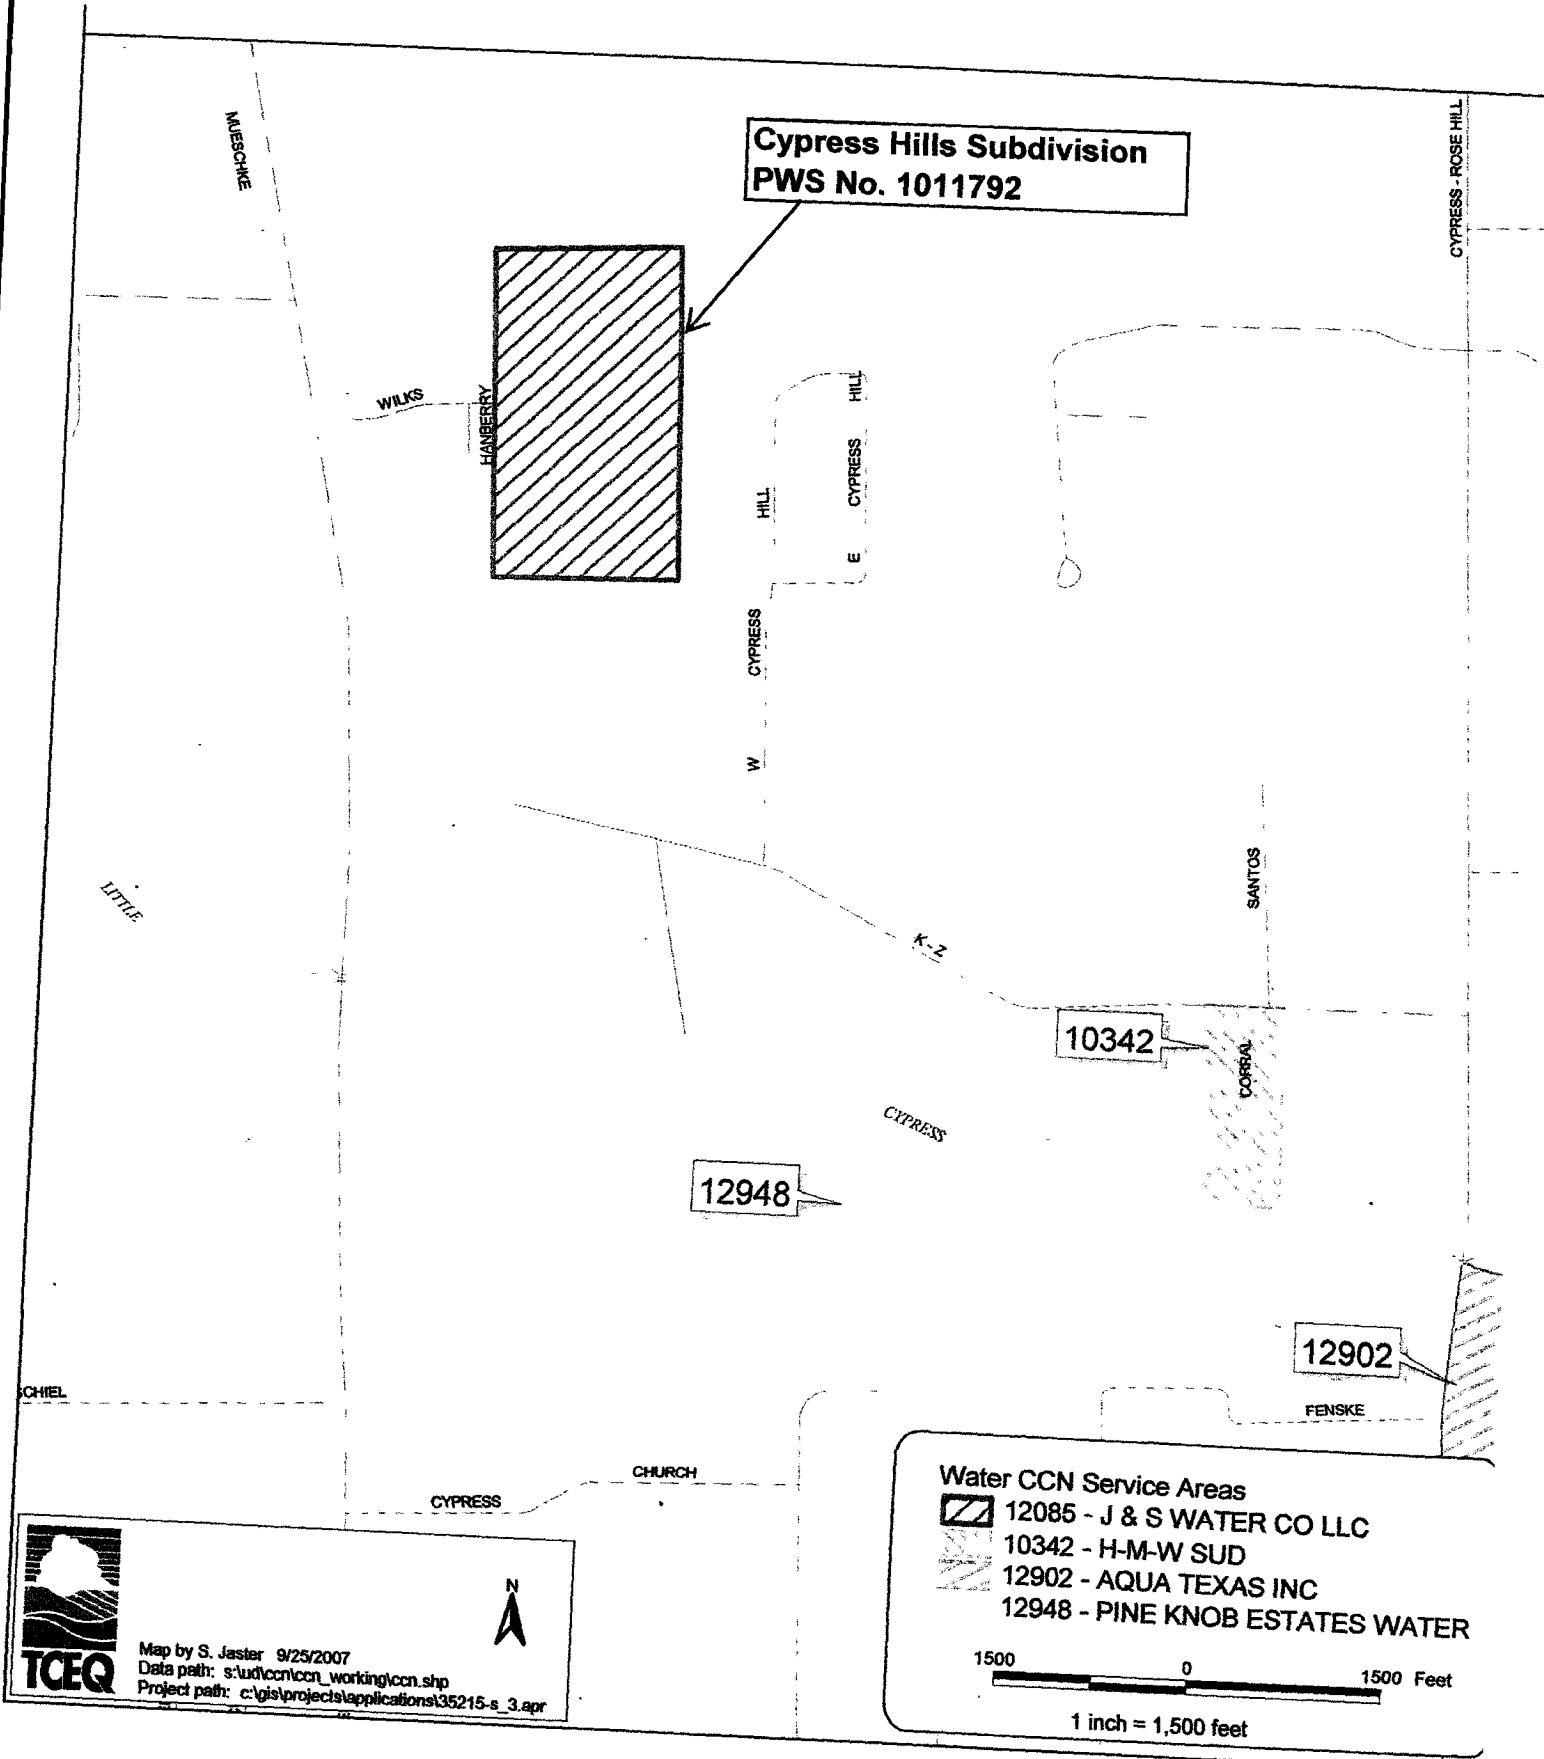 MUESCHKE
Cypress Hills Subdivision
PWS No. 1011792
CYPRESS - ROSE HILL
WILKS
HANBERRY
HILL
CYPRESS
W
HILL
CYPRESS
E
LITTLE
K - Z
SANTOS
10342
CORRAL
CYPRESS
12948
12902
SCHIEL
FENSKE
CYPRESS
CHURCH
Water CCN Service Areas
12085 - J & S WATER CO LLC
10342 - H-M-W SUD
12902 - AQUA TEXAS INC
12948 - PINE KNOB ESTATES WATER
1500 0 1500 Feet
1 inch = 1,500 feet
N
TCEQ
Map by S. Jaster 9/25/2007
Data path: s:\ud\ccn\ccn_working\ccn.shp
Project path: c:\gis\projects\applications\35215-s_3.apr